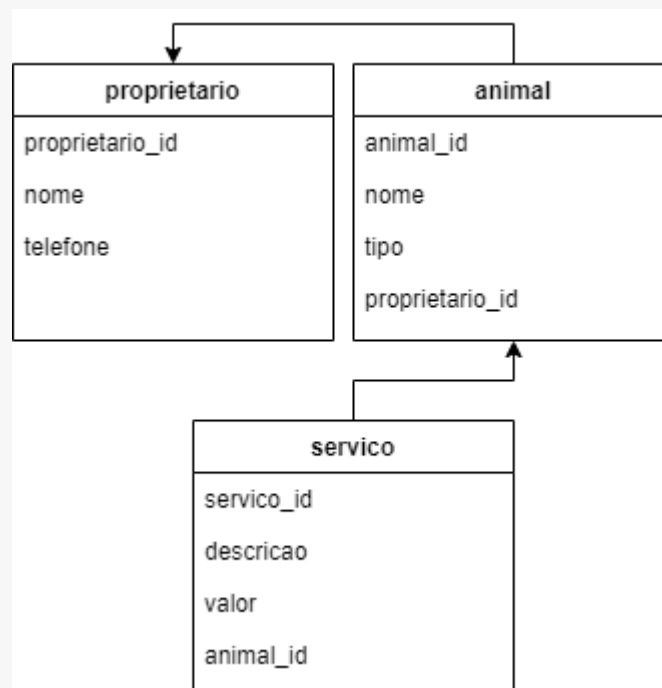 proprietario
proprietario_id
nome
telefone
animal
animal_id
nome
tipo
proprietario_id
servico
servico_id
descricao
valor
animal_id